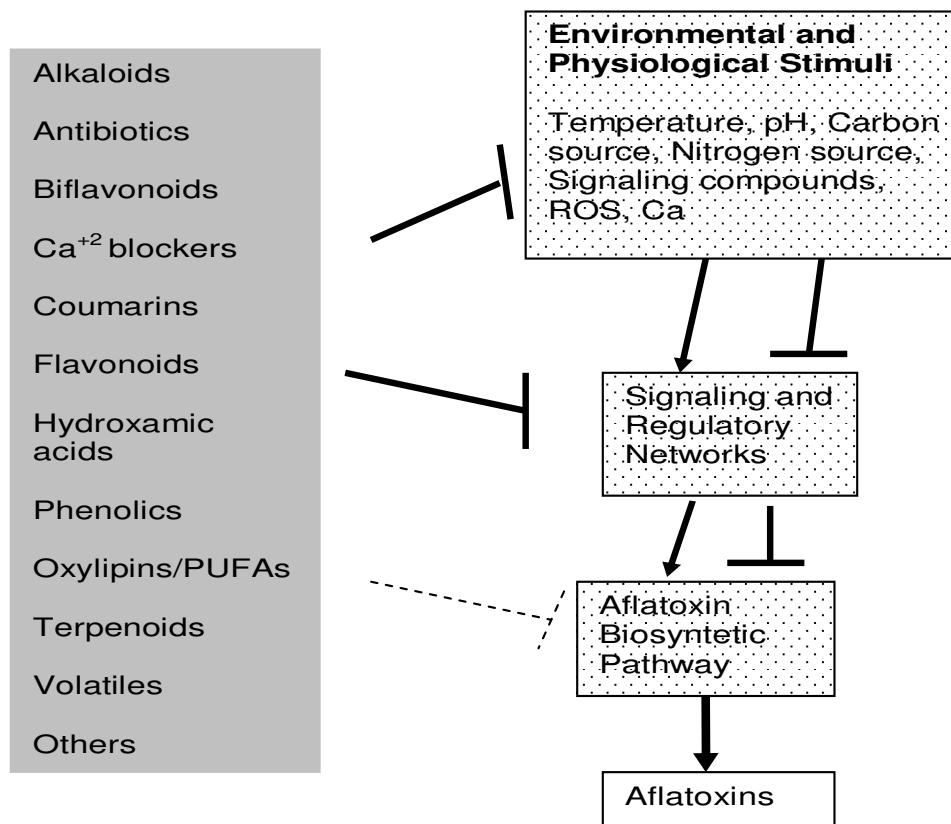 Alkaloids
Antibiotics
Biflavonoids
Ca⁺² blockers
Coumarins
Flavonoids
Hydroxamic
acids
Phenolics
Oxylipins/PUFAs
Terpenoids
Volatiles
Others
Environmental and
Physiological Stimuli
Temperature, pH, Carbon
source, Nitrogen source,
Signaling compounds,
ROS, Ca
Signaling and
Regulatory
Networks
Aflatoxin
Biosyntetic
Pathway
Aflatoxins